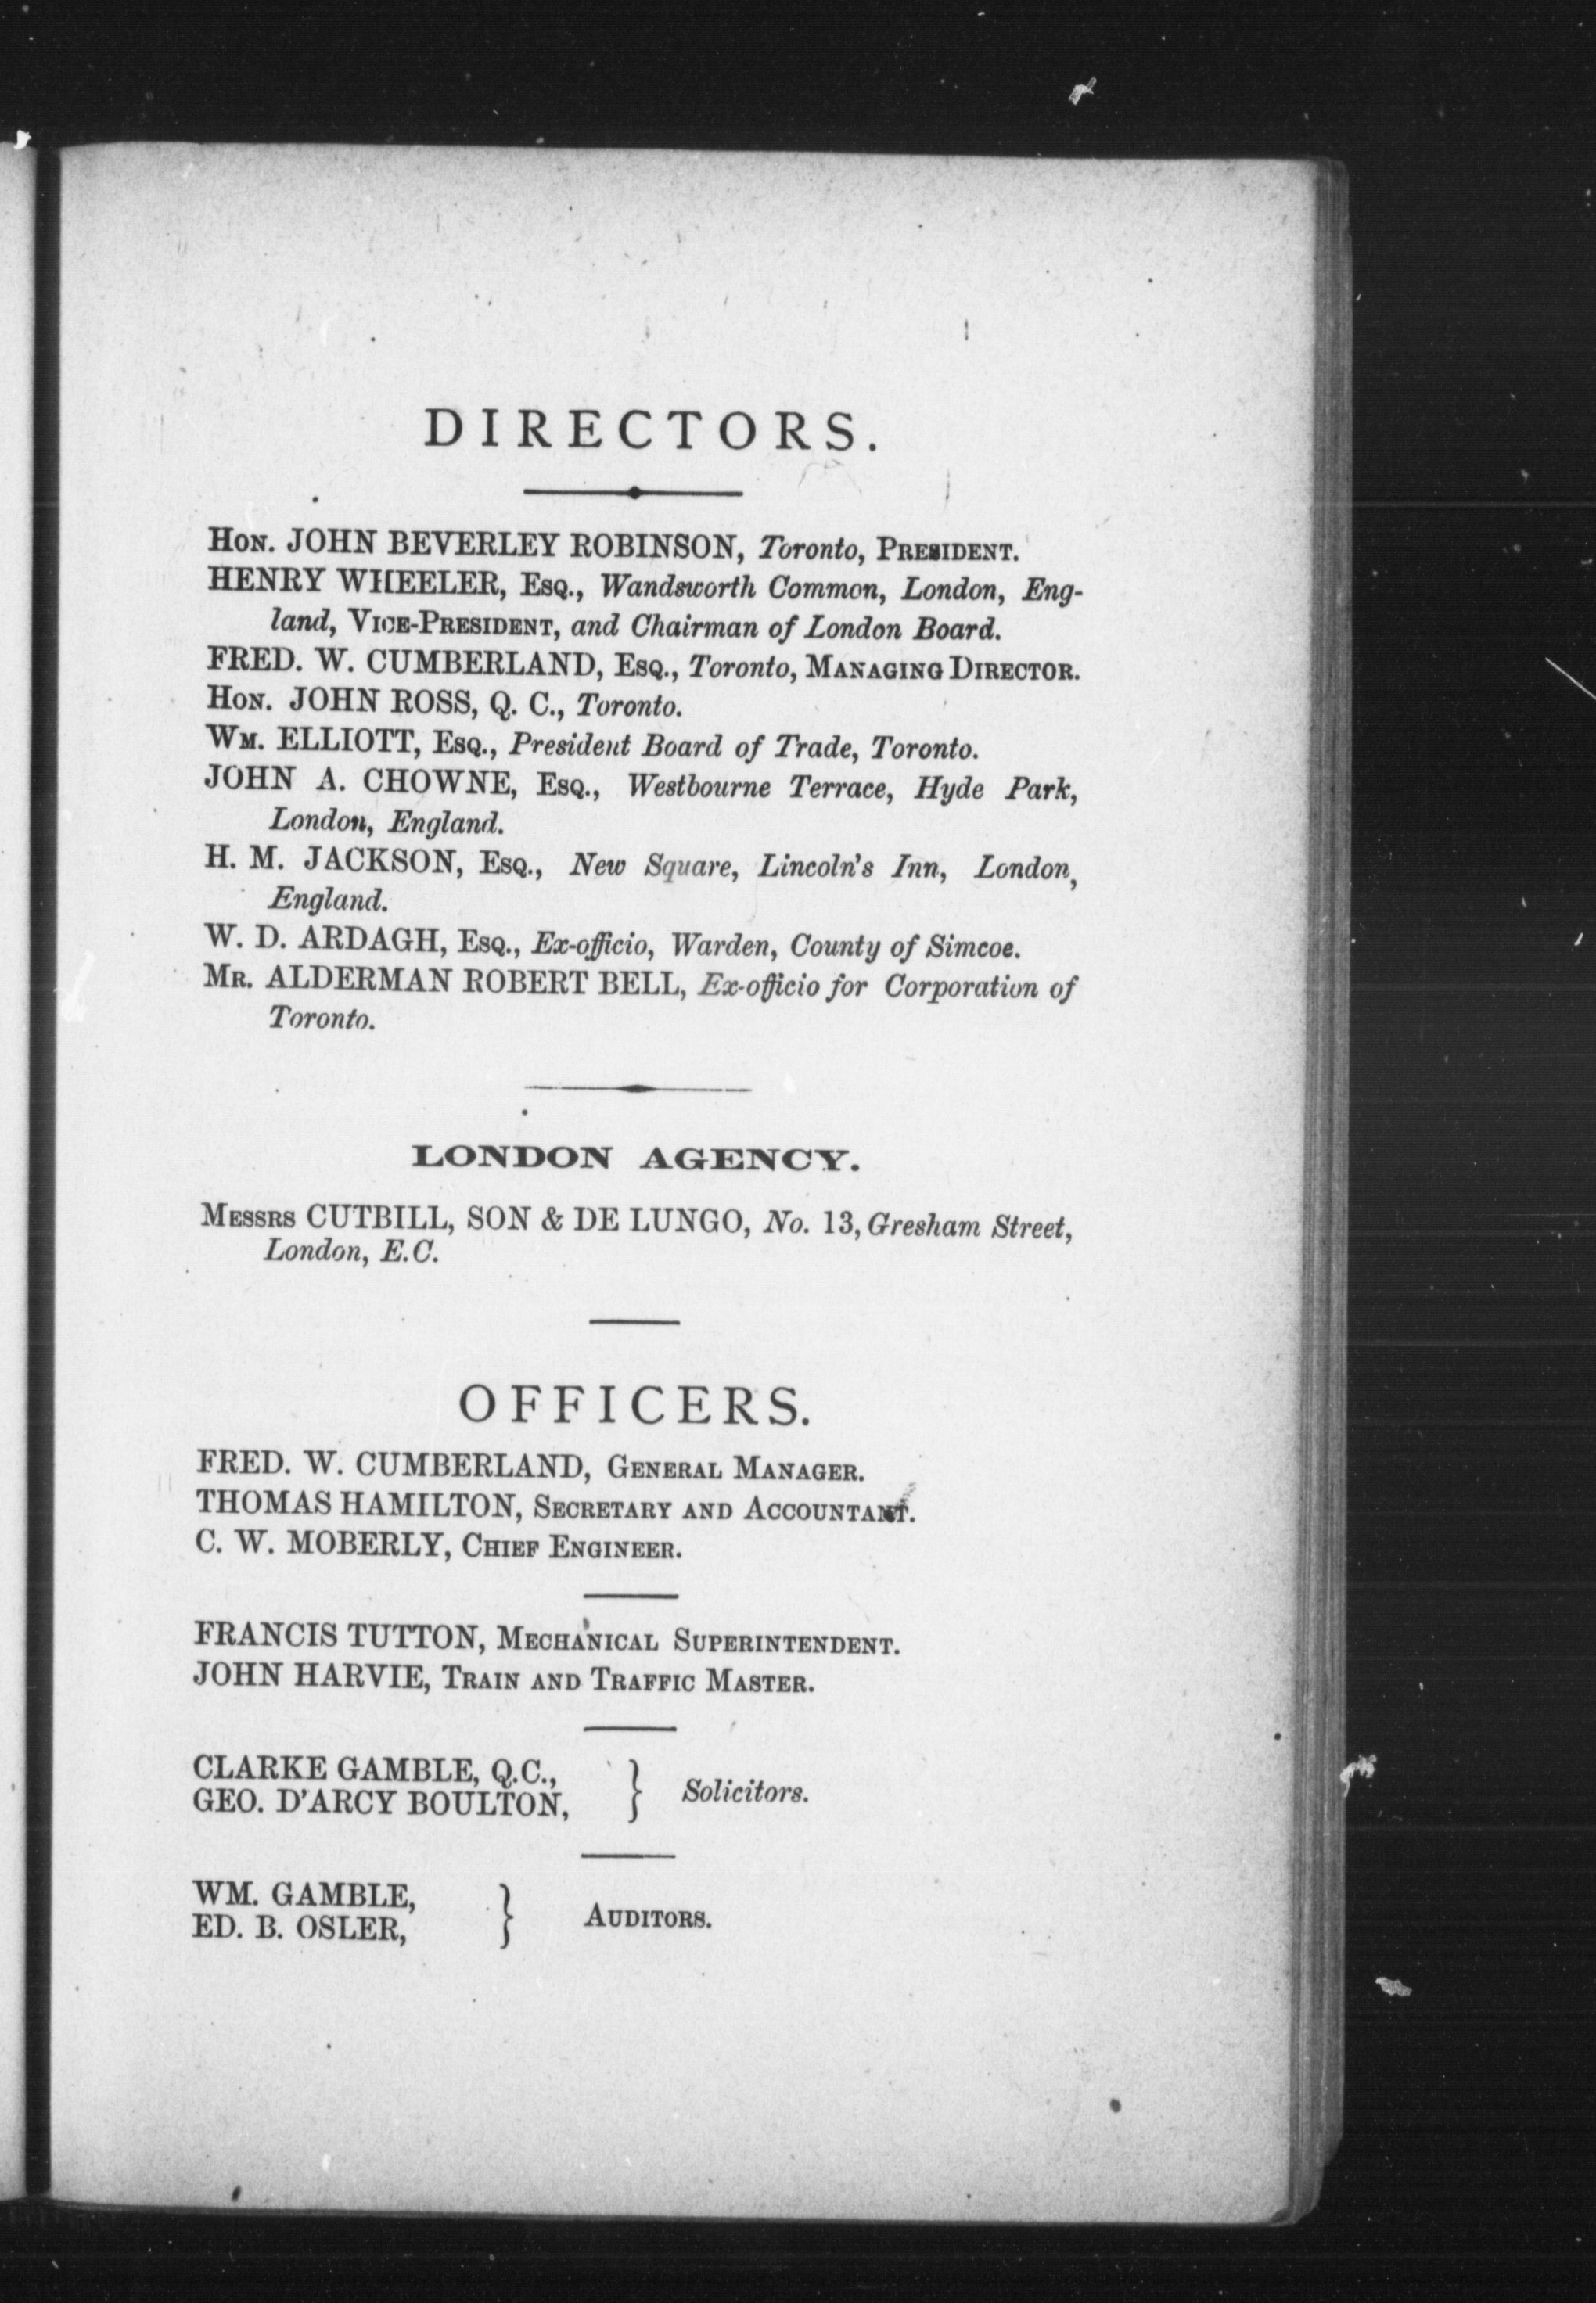 DIRECTORS.
HON. JOHN BEVERLEY ROBINSON, Toronto, PRESIDENT.
HENRY WHEELER, ESQ., Wandsworth Common, London, Eng-
land, VICE-PRESIDENT, and Chairman of London Board.
FRED. W. CUMBERLAND, ESQ., Toronto, MANAGING DIRECTOR.
HON. JOHN ROSS, Q. C., Toronto.
WM. ELLIOTT, ESQ., President Board of Trade, Toronto.
JOHN A. CHOWNE, ESQ., Westbourne Terrace, Hyde Park,
London, England.
H. M. JACKSON, ESQ., New Square, Lincoln's Inn, London,
England.
W. D. ARDAGH, ESQ., Ex-officio, Warden, County of Simcoe.
MR. ALDERMAN ROBERT BELL, Ex-officio for Corporation of
Toronto.
LONDON AGENCY.
MESSRS CUTBILL, SON & DE LUNGO, No. 13, Gresham Street,
London, E.C.
OFFICERS.
FRED. W. CUMBERLAND, GENERAL MANAGER.
THOMAS HAMILTON, SECRETARY AND ACCOUNTANT.
C. W. MOBERLY, CHIEF ENGINEER.
FRANCIS TUTTON, MECHANICAL SUPERINTENDENT.
JOHN HARVIE, TRAIN AND TRAFFIC MASTER.
CLARKE GAMBLE, Q.C.,
GEO. D'ARCY BOULTON, } Solicitors.
WM. GAMBLE,
ED. B. OSLER, } AUDITORS.